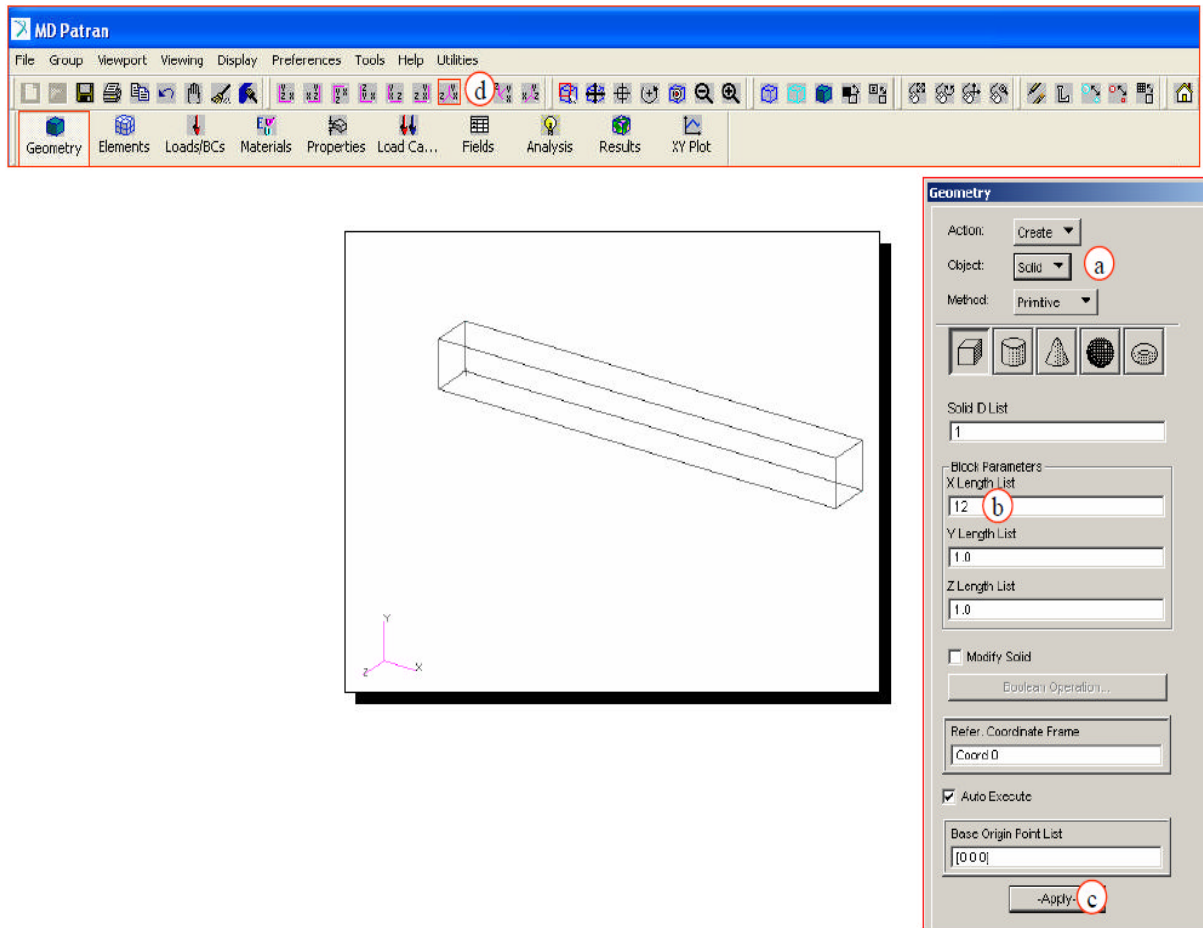 MD Patran
File Group Viewport Viewing Display Preferences Tools Help Utilities
d
Geometry Elements Loads/BCs Materials Properties Load Ca... Fields Analysis Results XY Plot
Geometry
Action: Create
Object: Solid a
Method: Primitive
Solid ID List
1
Block Parameters
X Length List
12 b
Y Length List
1.0
Z Length List
1.0
Modify Solid
Boolean Operation...
Refer. Coordinate Frame
Coord 0
Auto Execute
Base Origin Point List
[0 0 0]
-Apply- c
Y
Z X